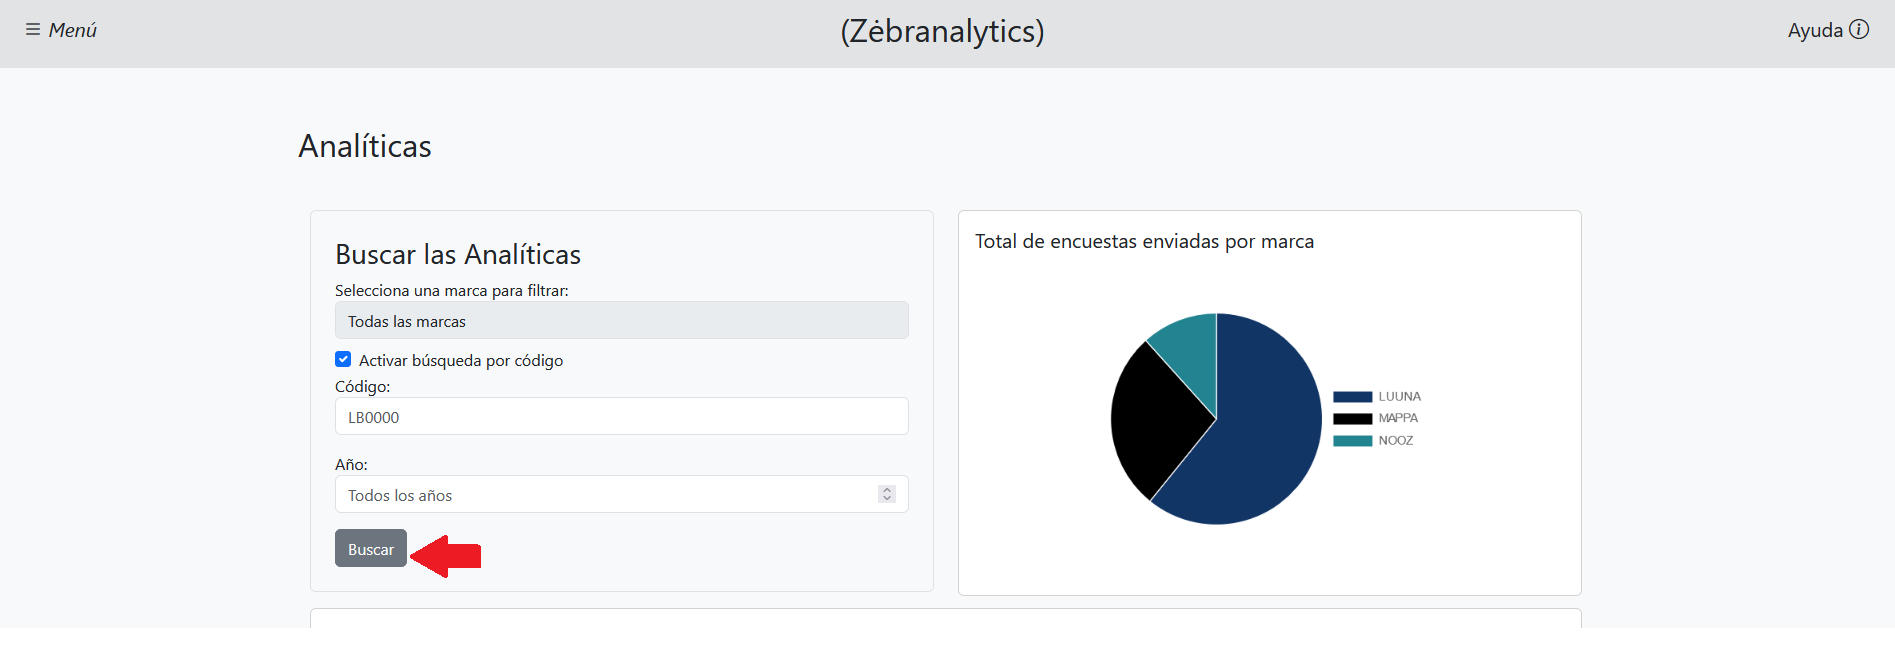 Menú
(Zėbranalytics)
Ayuda
Analíticas
Buscar las Analíticas
Selecciona una marca para filtrar:
Todas las marcas
Activar búsqueda por código
Código:
LB0000
Año:
Todos los años
Buscar
Total de encuestas enviadas por marca
LUUNA
MAPPA
NOOZ